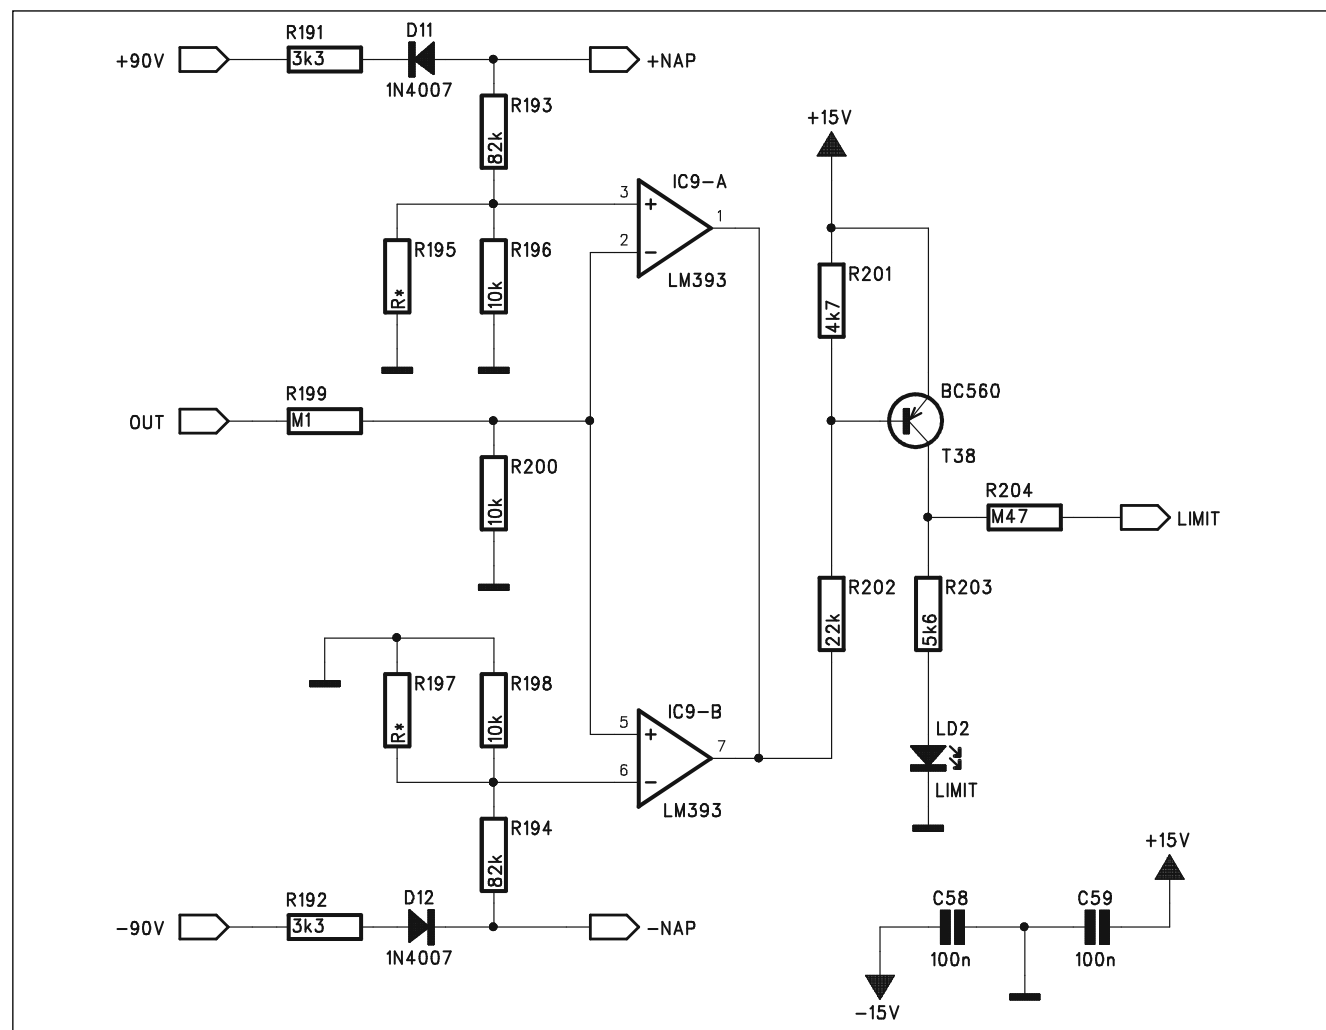 +90V
R191
3k3
D11
1N4007
+NAP
R193
82k
+15V
IC9-A
3
+
1
2
−
LM393
R195
R*
R196
10k
R201
4k7
OUT
R199
M1
BC560
T38
R200
10k
R204
M47
LIMIT
R202
22k
R203
5k6
R197
R*
R198
10k
IC9-B
5
+
7
6
−
LM393
LD2
LIMIT
R194
82k
-90V
R192
3k3
D12
1N4007
-NAP
C58
100n
C59
100n
+15V
-15V